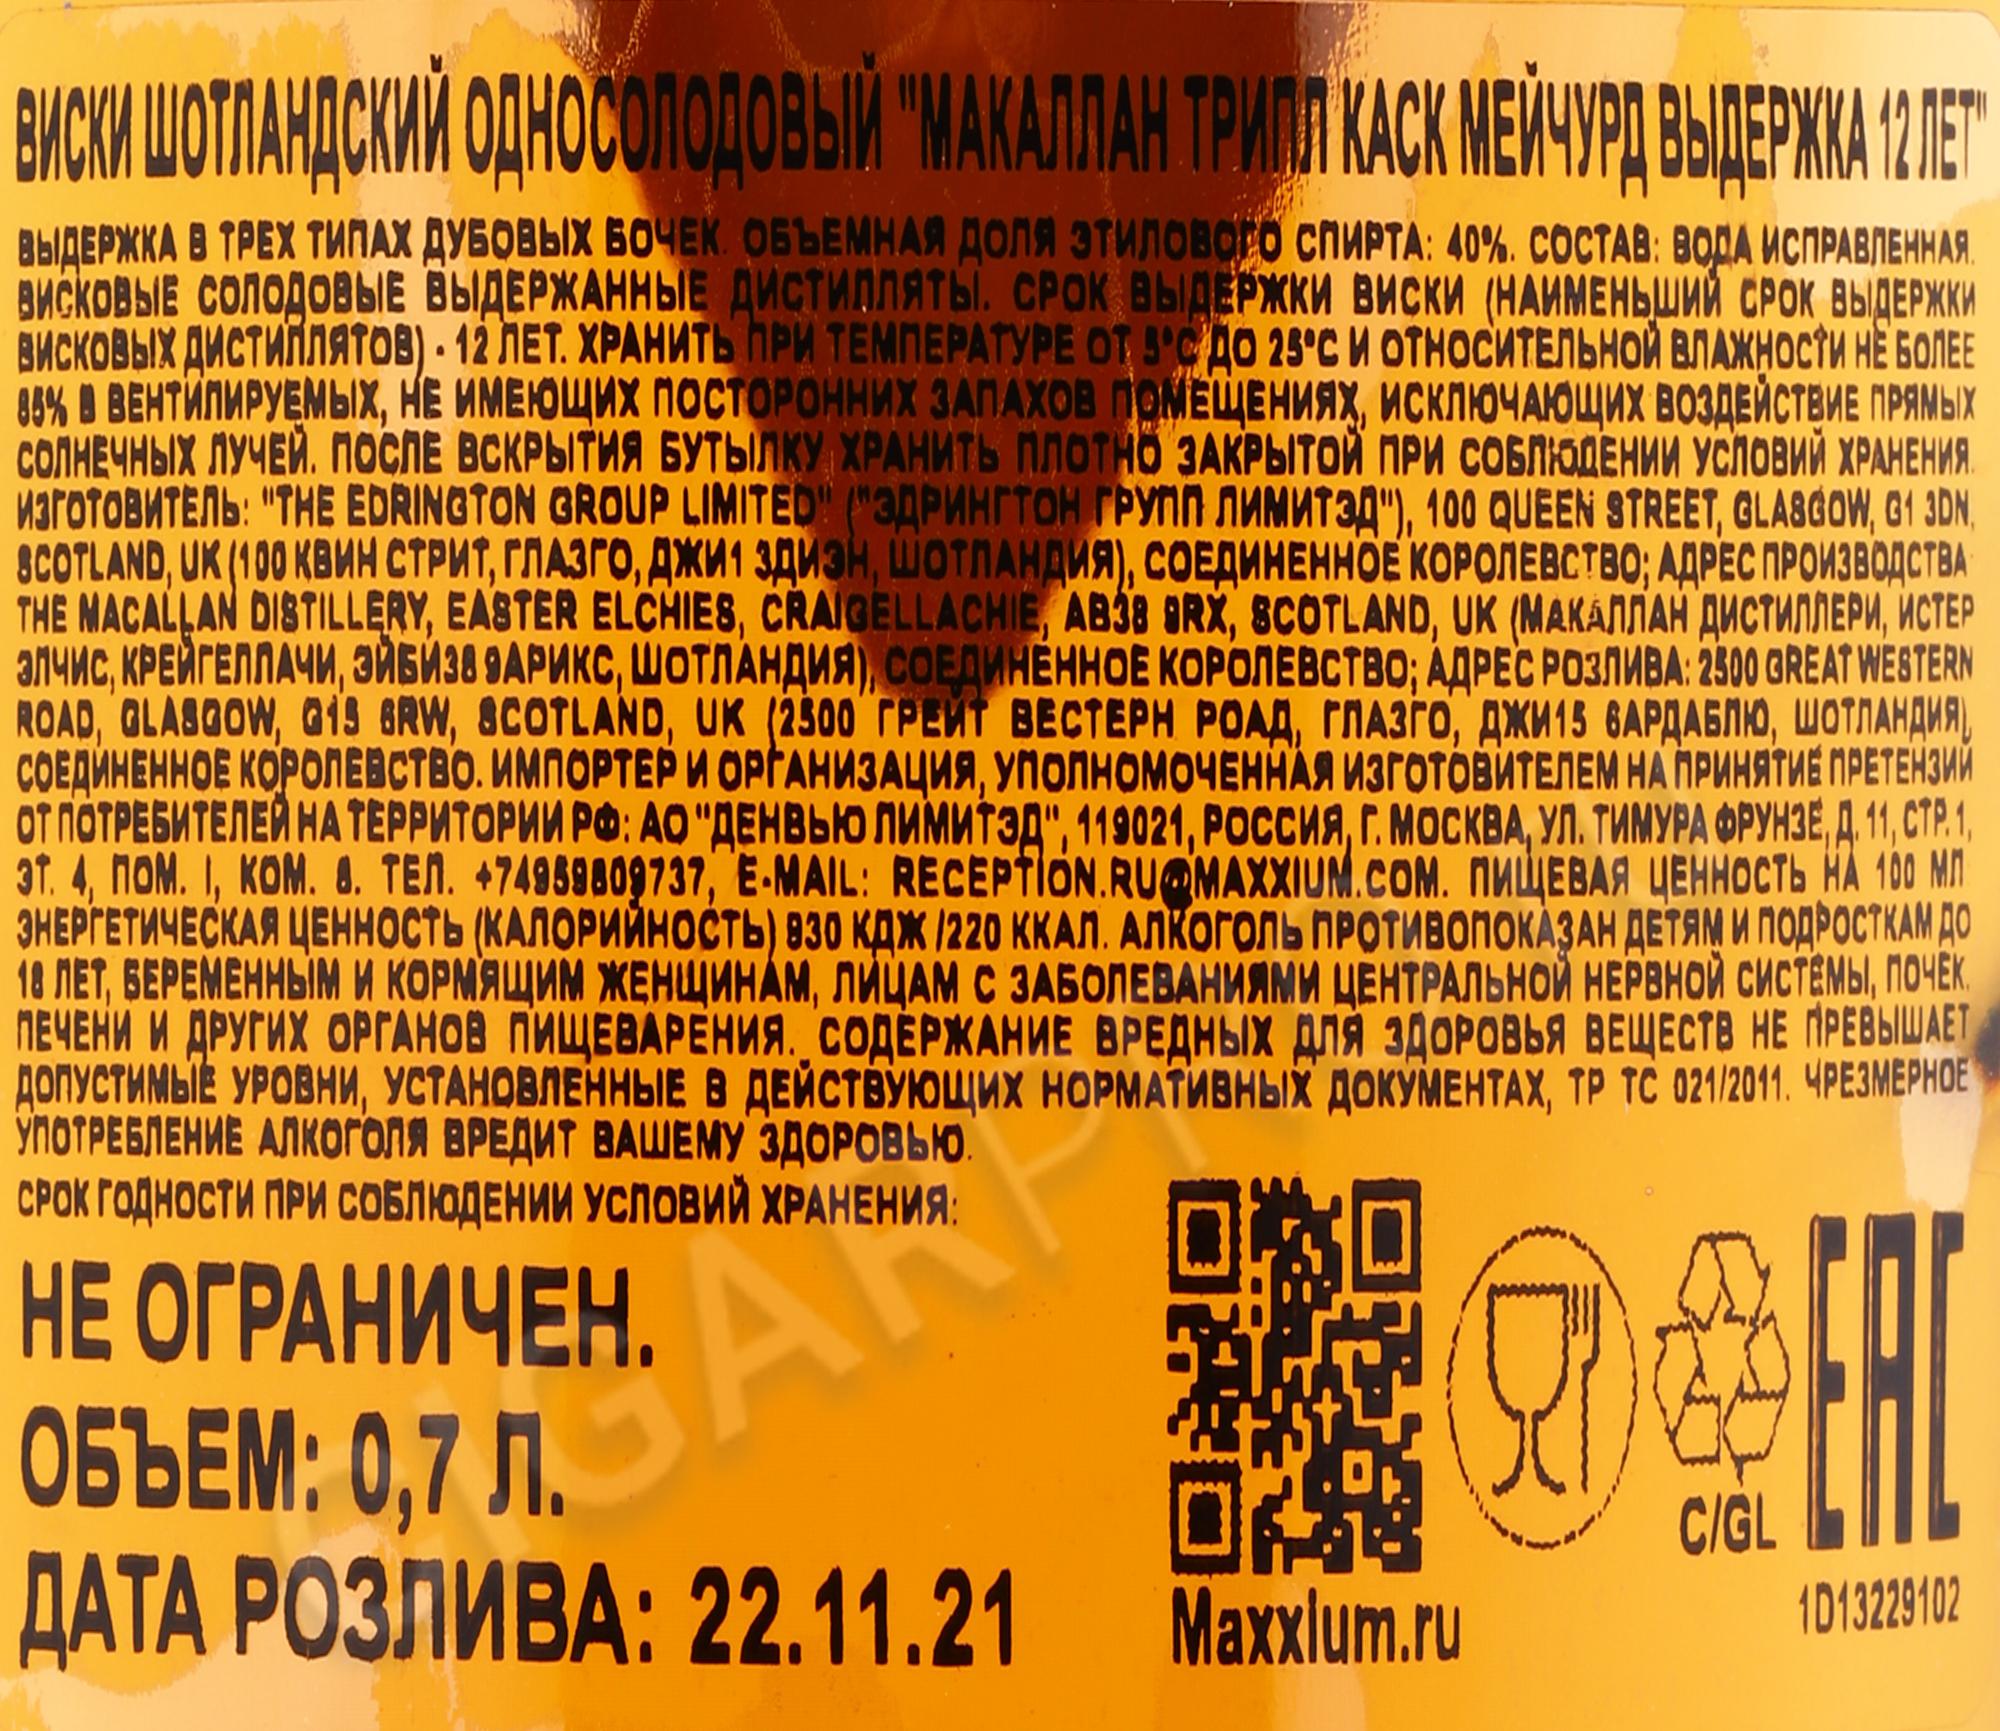 ВИСКИ ШОТЛАНДСКИЙ ОДНОСОЛОДОВЫЙ "МАКАЛЛАН ТРИПЛ КАСК МЕЙЧУРД ВЫДЕРЖКА 12 ЛЕТ"
ВЫДЕРЖКА В ТРЕХ ТИПАХ ДУБОВЫХ БОЧЕК. ОБЪЕМНАЯ ДОЛЯ ЭТИЛОВОГО СПИРТА: 40%. СОСТАВ: ВОДА ИСПРАВЛЕННАЯ.
ВИСКОВЫЕ СОЛОДОВЫЕ ВЫДЕРЖАННЫЕ ДИСТИЛЛЯТЫ. СРОК ВЫДЕРЖКИ ВИСКИ (НАИМЕНЬШИЙ СРОК ВЫДЕРЖКИ
ВИСКОВЫХ ДИСТИЛЛЯТОВ) - 12 ЛЕТ. ХРАНИТЬ ПРИ ТЕМПЕРАТУРЕ ОТ 5°С ДО 25°С И ОТНОСИТЕЛЬНОЙ ВЛАЖНОСТИ НЕ БОЛЕЕ
85% В ВЕНТИЛИРУЕМЫХ, НЕ ИМЕЮЩИХ ПОСТОРОННИХ ЗАПАХОВ ПОМЕЩЕНИЯХ, ИСКЛЮЧАЮЩИХ ВОЗДЕЙСТВИЕ ПРЯМЫХ
СОЛНЕЧНЫХ ЛУЧЕЙ. ПОСЛЕ ВСКРЫТИЯ БУТЫЛКУ ХРАНИТЬ ПЛОТНО ЗАКРЫТОЙ ПРИ СОБЛЮДЕНИИ УСЛОВИЙ ХРАНЕНИЯ.
ИЗГОТОВИТЕЛЬ: "THE EDRINGTON GROUP LIMITED" ("ЭДРИНГТОН ГРУПП ЛИМИТЭД"), 100 QUEEN STREET, GLASGOW, G1 3DN,
SCOTLAND, UK (100 КВИН СТРИТ, ГЛАЗГО, ДЖИ1 3ДИЭН, ШОТЛАНДИЯ), СОЕДИНЕННОЕ КОРОЛЕВСТВО; АДРЕС ПРОИЗВОДСТВА:
THE MACALLAN DISTILLERY, EASTER ELCHIES, CRAIGELLACHIE, AB38 9RX, SCOTLAND, UK (МАКАЛЛАН ДИСТИЛЛЕРИ, ИСТЕР
ЭЛЧИС, КРЕЙГЕЛЛАЧИ, ЭЙБИ38 9АРИКС, ШОТЛАНДИЯ), СОЕДИНЕННОЕ КОРОЛЕВСТВО; АДРЕС РОЗЛИВА: 2500 GREAT WESTERN
ROAD, GLASGOW, G15 6RW, SCOTLAND, UK (2500 ГРЕЙТ ВЕСТЕРН РОАД, ГЛАЗГО, ДЖИ15 6АРДАБЛЮ, ШОТЛАНДИЯ),
СОЕДИНЕННОЕ КОРОЛЕВСТВО. ИМПОРТЕР И ОРГАНИЗАЦИЯ, УПОЛНОМОЧЕННАЯ ИЗГОТОВИТЕЛЕМ НА ПРИНЯТИЕ ПРЕТЕНЗИЙ
ОТ ПОТРЕБИТЕЛЕЙ НА ТЕРРИТОРИИ РФ: АО "ДЕНВЬЮ ЛИМИТЭД", 119021, РОССИЯ, Г. МОСКВА, УЛ. ТИМУРА ФРУНЗЕ, Д. 11, СТР. 1,
ЭТ. 4, ПОМ. I, КОМ. 8. ТЕЛ. +74959809737, E-MAIL: RECEPTION.RU@MAXXIUM.COM. ПИЩЕВАЯ ЦЕННОСТЬ НА 100 МЛ
ЭНЕРГЕТИЧЕСКАЯ ЦЕННОСТЬ (КАЛОРИЙНОСТЬ) 930 КДЖ /220 ККАЛ. АЛКОГОЛЬ ПРОТИВОПОКАЗАН ДЕТЯМ И ПОДРОСТКАМ ДО
18 ЛЕТ, БЕРЕМЕННЫМ И КОРМЯЩИМ ЖЕНЩИНАМ, ЛИЦАМ С ЗАБОЛЕВАНИЯМИ ЦЕНТРАЛЬНОЙ НЕРВНОЙ СИСТЕМЫ, ПОЧЕК,
ПЕЧЕНИ И ДРУГИХ ОРГАНОВ ПИЩЕВАРЕНИЯ. СОДЕРЖАНИЕ ВРЕДНЫХ ДЛЯ ЗДОРОВЬЯ ВЕЩЕСТВ НЕ ПРЕВЫШАЕТ
ДОПУСТИМЫЕ УРОВНИ, УСТАНОВЛЕННЫЕ В ДЕЙСТВУЮЩИХ НОРМАТИВНЫХ ДОКУМЕНТАХ, ТР ТС 021/2011. ЧРЕЗМЕРНОЕ
УПОТРЕБЛЕНИЕ АЛКОГОЛЯ ВРЕДИТ ВАШЕМУ ЗДОРОВЬЮ.
СРОК ГОДНОСТИ ПРИ СОБЛЮДЕНИИ УСЛОВИЙ ХРАНЕНИЯ:
НЕ ОГРАНИЧЕН.
ОБЪЕМ: 0,7 Л.
ДАТА РОЗЛИВА: 22.11.21
Maxxium.ru
C/GL
EAC
1D13229102
CIGARPRO.RU